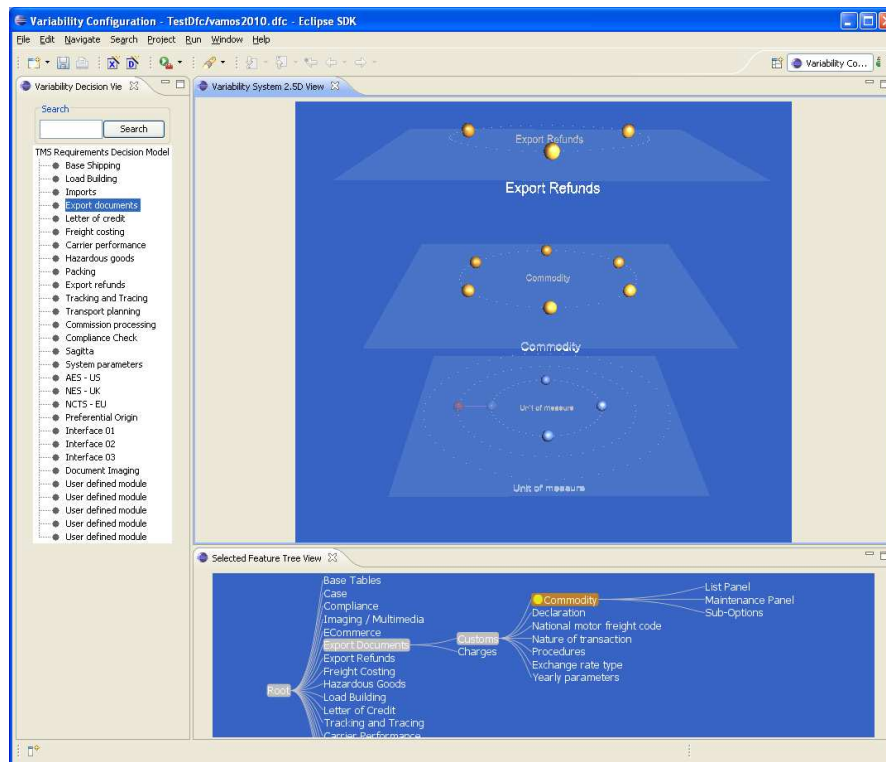 Variability Configuration - TestDfc/vamos2010.dfc - Eclipse SDK
File Edit Navigate Search Project Run Window Help
Variability Co...
Variability Decision Vie
Search
Search
TMS Requirements Decision Model
Base Shipping
Load Building
Imports
Export documents
Letter of credit
Freight costing
Carrier performance
Hazardous goods
Packing
Export refunds
Tracking and Tracing
Transport planning
Commission processing
Compliance Check
Sagitta
System parameters
AES - US
NES - UK
NCTS - EU
Preferential Origin
Interface 01
Interface 02
Interface 03
Document Imaging
User defined module
User defined module
User defined module
User defined module
User defined module
Variability System 2.5D View
Export Refunds
Export Refunds
Commodity
Commodity
Unit of measure
Unit of measure
Selected Feature Tree View
Root
Base Tables
Case
Compliance
Imaging / Multimedia
ECommerce
Export Documents
Export Refunds
Freight Costing
Hazardous Goods
Load Building
Letter of Credit
Tracking and Tracing
Carrier Performance
Customs
Charges
Commodity
Declaration
National motor freight code
Nature of transaction
Procedures
Exchange rate type
Yearly parameters
List Panel
Maintenance Panel
Sub-Options